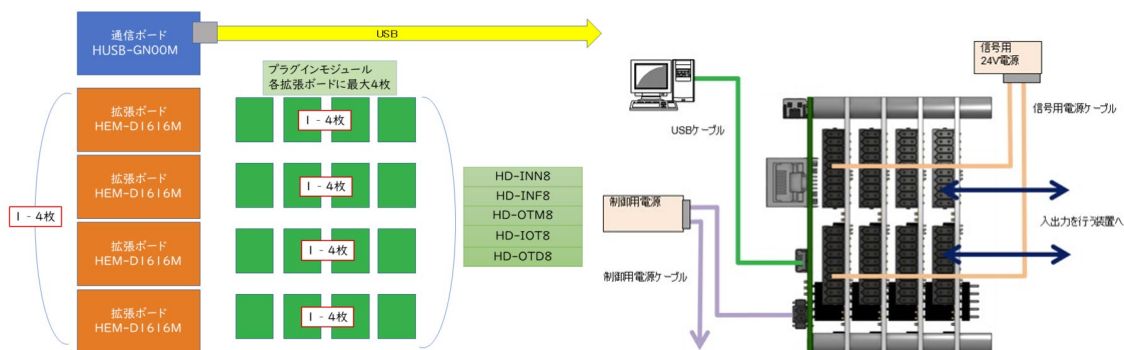 通信ボード
HUSB-GN00M
USB
プラグインモジュール
各拡張ボードに最大4枚
拡張ボード
HEM-D1616M
1 - 4枚
拡張ボード
HEM-D1616M
1 - 4枚
拡張ボード
HEM-D1616M
1 - 4枚
拡張ボード
HEM-D1616M
1 - 4枚
1 - 4枚
HD-INN8
HD-INF8
HD-OTM8
HD-IOT8
HD-OTD8
信号用
24V電源
信号用電源ケーブル
USBケーブル
制御用電源
制御用電源ケーブル
入出力を行う装置へ